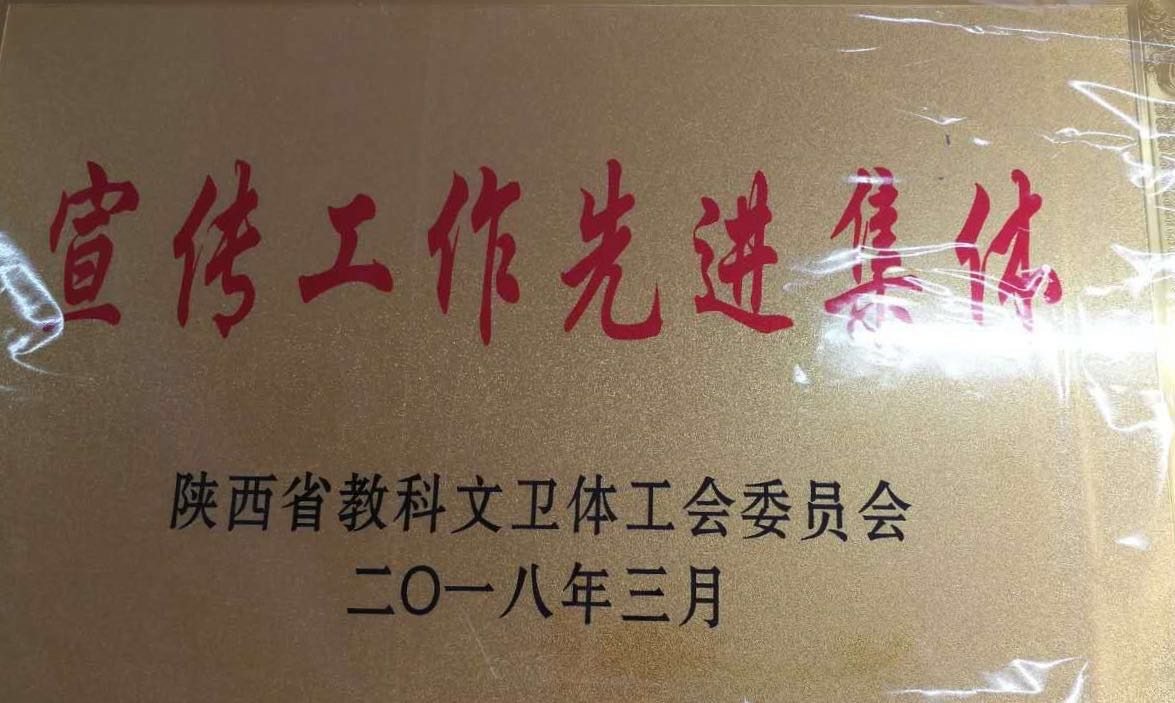 宣传工作先进集体
陕西省教科文卫体工会委员会
二〇一八年三月